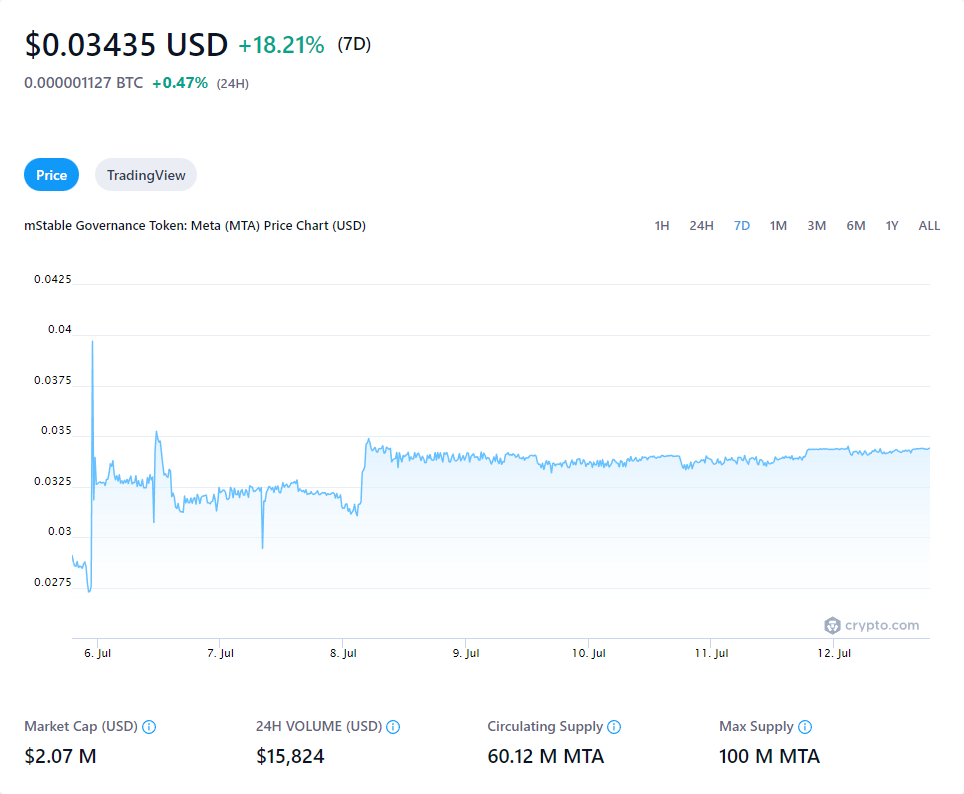 $0.03435 USD +18.21% (7D)
0.000001127 BTC +0.47% (24H)
Price TradingView
mStable Governance Token: Meta (MTA) Price Chart (USD) 1H 24H 7D 1M 3M 6M 1Y ALL
0.0425
0.04
0.0375
0.035
0.0325
0.03
0.0275
crypto.com
6. Jul 7. Jul 8. Jul 9. Jul 10. Jul 11. Jul 12. Jul
Market Cap (USD) 24H VOLUME (USD) Circulating Supply Max Supply
$2.07 M $15,824 60.12 M MTA 100 M MTA